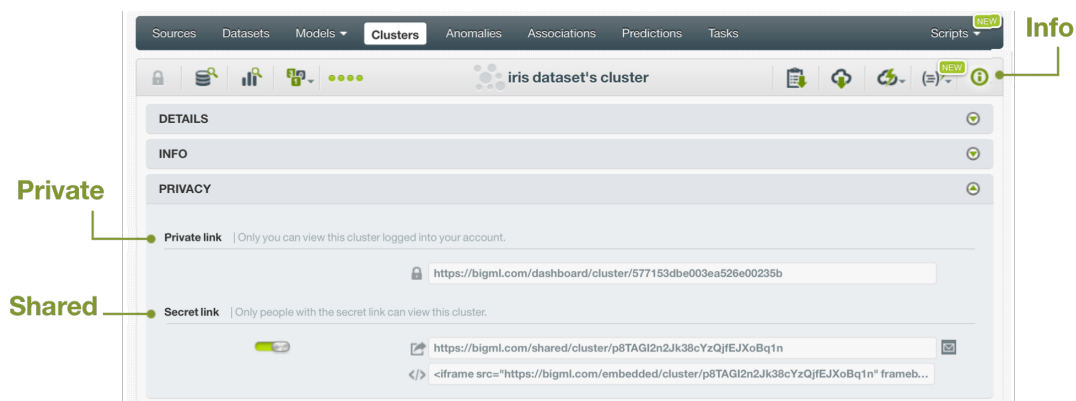 Sources Datasets Models Clusters Anomalies Associations Predictions Tasks Scripts NEW
Info
iris dataset's cluster NEW
DETAILS
INFO
Private
PRIVACY
Private link | Only you can view this cluster logged into your account.
https://bigml.com/dashboard/cluster/577153dbe003ea526e00235b
Shared
Secret link | Only people with the secret link can view this cluster.
https://bigml.com/shared/cluster/p8TAGI2n2Jk38cYzQjfEJXoBq1n
</> <iframe src="https://bigml.com/embedded/cluster/p8TAGI2n2Jk38cYzQjfEJXoBq1n" frameb...